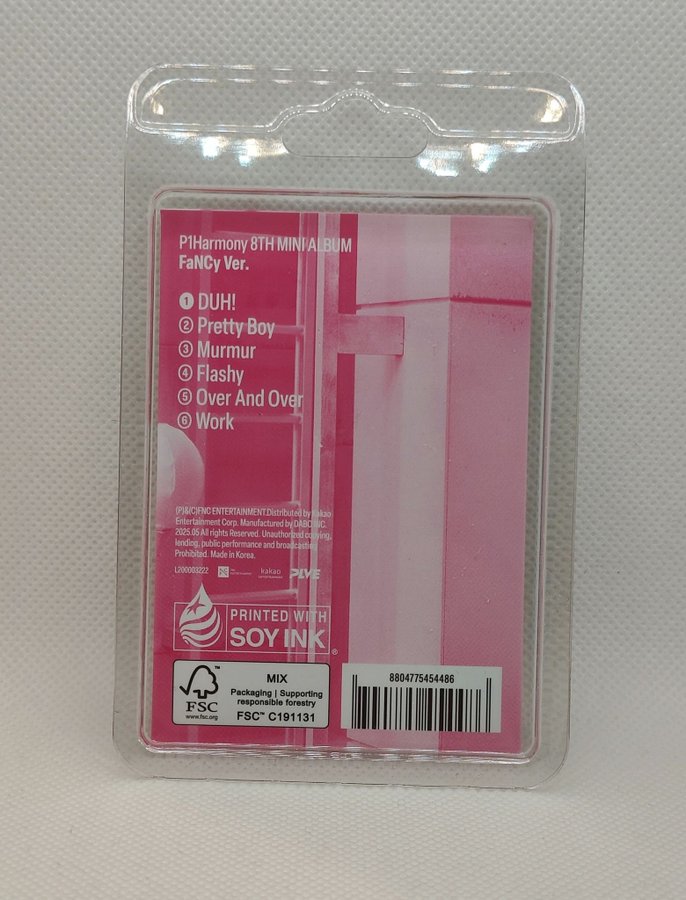 P1Harmony 8TH MINI ALBUM
FaNCy Ver.
1 DUH!
2 Pretty Boy
3 Murmur
4 Flashy
5 Over And Over
6 Work
(P)&(C)FNC ENTERTAINMENT.Distributed by Kakao
Entertainment Corp. Manufactured by DABO INC.
2025.05 All rights Reserved. Unauthorized copying,
lending, public performance and broadcasting
Prohibited. Made in Korea.
L200003222 kakao PLVE
PRINTED WITH
SOY INK®
FSC™
www.fsc.org
MIX
Packaging | Supporting
responsible forestry
FSC™ C191131
8804775454486